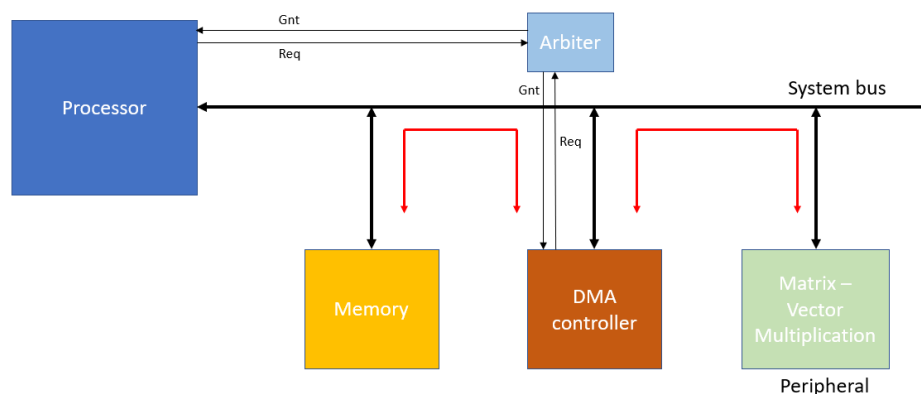 Gnt
Req
Arbiter
Processor
Gnt
System bus
Req
Memory
DMA
controller
Matrix –
Vector
Multiplication
Peripheral